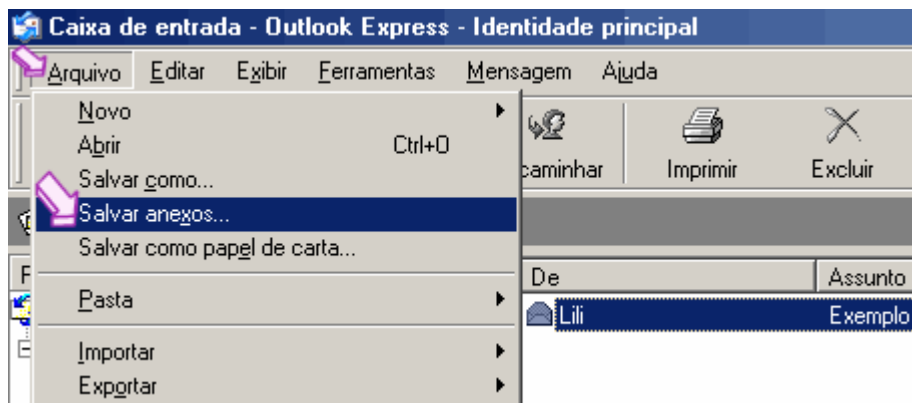 Caixa de entrada - Outlook Express - Identidade principal
Arquivo Editar Exibir Ferramentas Mensagem Ajuda
Novo
Abrir Ctrl+O
Salvar como...
Salvar anexos...
Salvar como papel de carta...
Pasta
Importar
Exportar
caminhar Imprimir Excluir
De Assunto
Lili Exemplo